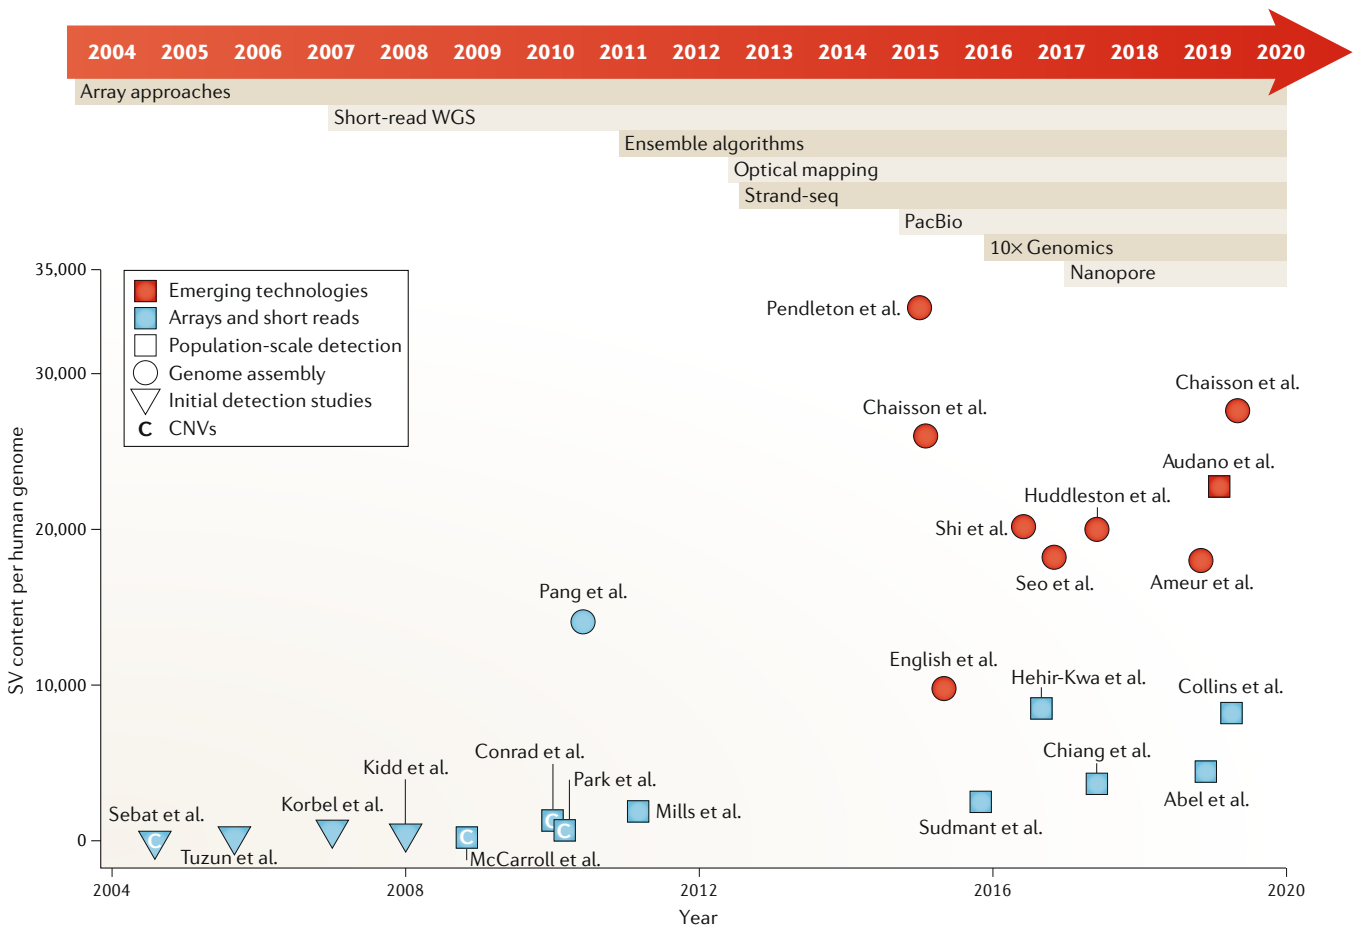 2004 2005 2006 2007 2008 2009 2010 2011 2012 2013 2014 2015 2016 2017 2018 2019 2020
Array approaches
Short-read WGS
Ensemble algorithms
Optical mapping
Strand-seq
PacBio
10× Genomics
Nanopore
35,000
30,000
20,000
10,000
0
SV content per human genome
Emerging technologies
Arrays and short reads
Population-scale detection
Genome assembly
Initial detection studies
C CNVs
Pendleton et al.
Chaisson et al.
Chaisson et al.
Audano et al.
Huddleston et al.
Shi et al.
Seo et al.
Ameur et al.
Pang et al.
English et al.
Hehir-Kwa et al.
Collins et al.
Conrad et al.
Chiang et al.
Kidd et al.
Park et al.
Korbel et al.
Sebat et al.
Mills et al.
Abel et al.
Sudmant et al.
C
C
C
C
Tuzun et al.
McCarroll et al.
2004 2008 2012 2016 2020
Year